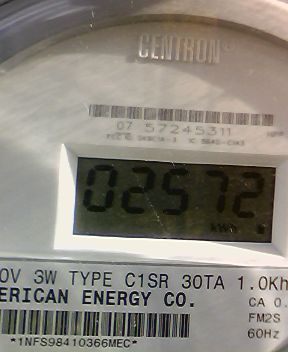 CENTRON®
07 57245311
02572
0V 3W TYPE C1SR 30TA 1.0Kh
ERICAN ENERGY CO.
CA 0.
FM2S
60Hz
*1NFS98410366MEC*